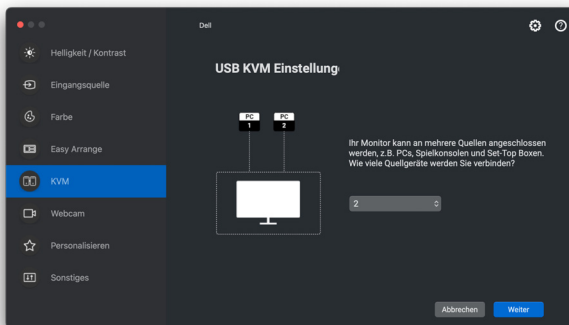 Dell
Helligkeit / Kontrast
Eingangsquelle
Farbe
Easy Arrange
KVM
Webcam
Personalisieren
Sonstiges
USB KVM Einstellung
PC
1
PC
2
Ihr Monitor kann an mehrere Quellen angeschlossen
werden, z.B. PCs, Spielkonsolen und Set-Top Boxen.
Wie viele Quellgeräte werden Sie verbinden?
2
Abbrechen
Weiter